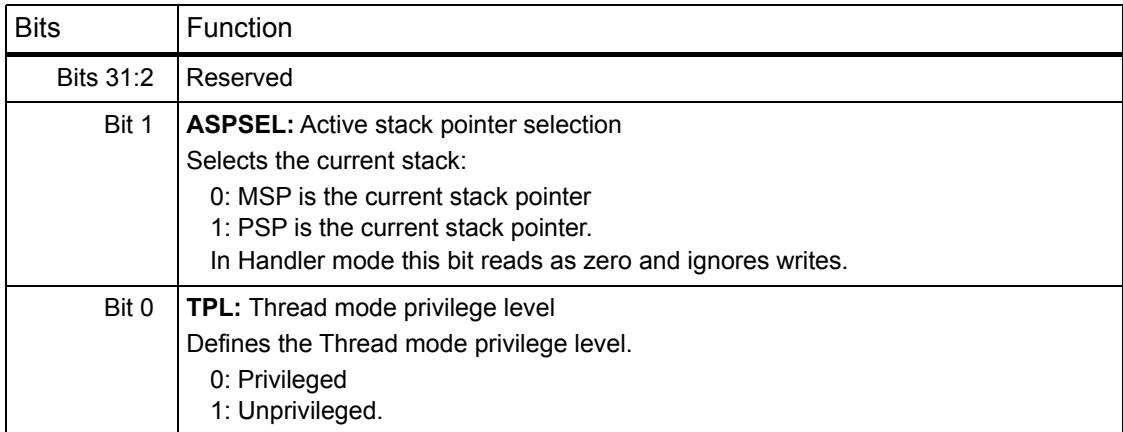 Bits Function
Bits 31:2 Reserved
Bit 1 ASPSEL: Active stack pointer selection
Selects the current stack:
0: MSP is the current stack pointer
1: PSP is the current stack pointer.
In Handler mode this bit reads as zero and ignores writes.
Bit 0 TPL: Thread mode privilege level
Defines the Thread mode privilege level.
0: Privileged
1: Unprivileged.